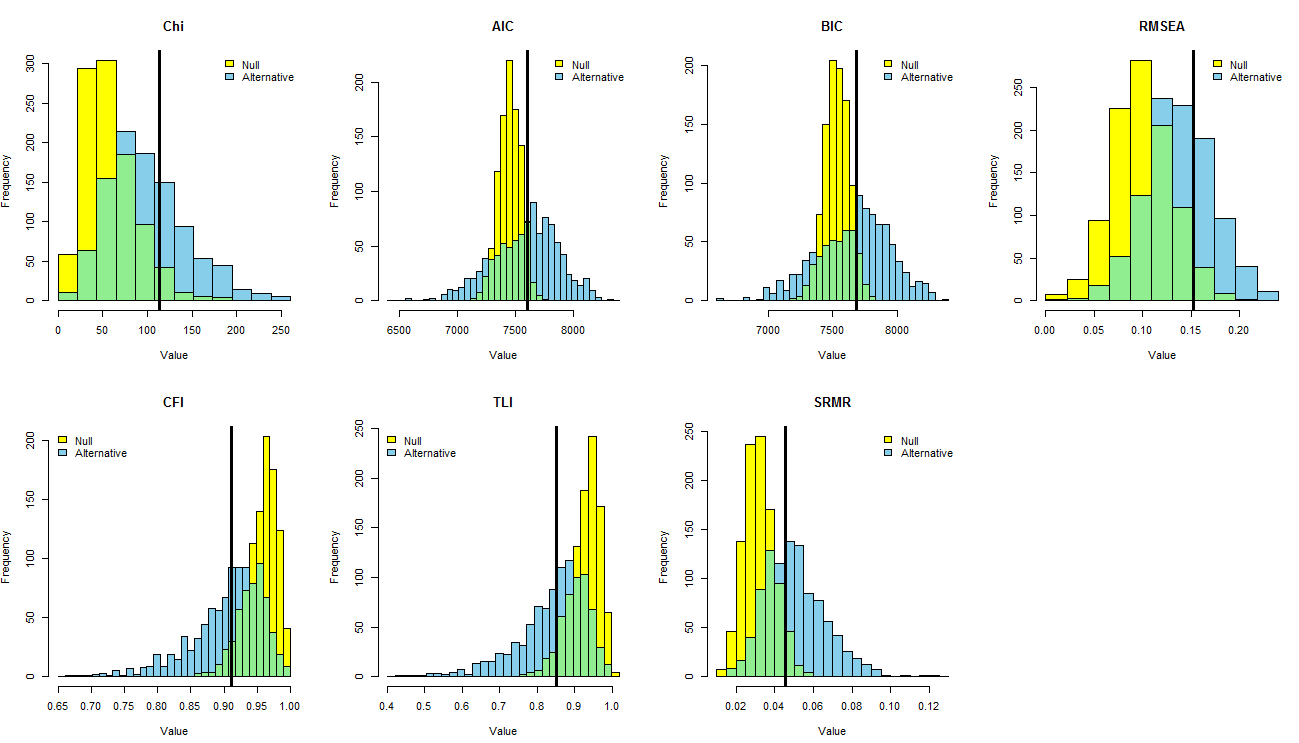 Chi
Null
Alternative
Frequency
300
250
200
150
100
50
0
0 50 100 150 200 250
Value
AIC
Null
Alternative
Frequency
200
150
100
50
0
6500 7000 7500 8000
Value
BIC
Null
Alternative
Frequency
200
150
100
50
0
7000 7500 8000
Value
RMSEA
Null
Alternative
Frequency
250
200
150
100
50
0
0.00 0.05 0.10 0.15 0.20
Value
CFI
Null
Alternative
Frequency
200
150
100
50
0
0.65 0.70 0.75 0.80 0.85 0.90 0.95 1.00
Value
TLI
Null
Alternative
Frequency
250
200
150
100
50
0
0.4 0.5 0.6 0.7 0.8 0.9 1.0
Value
SRMR
Null
Alternative
Frequency
250
200
150
100
50
0
0.02 0.04 0.06 0.08 0.10 0.12
Value